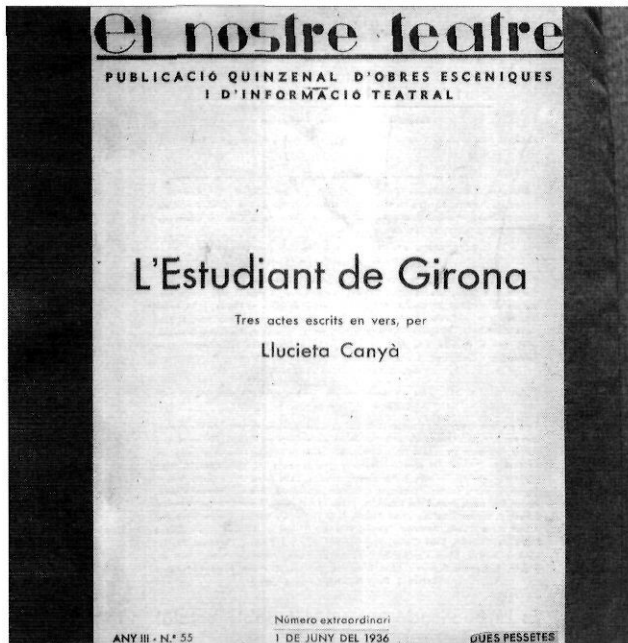 El nostre teatre
PUBLICACIÓ QUINZENAL D'OBRES ESCÈNIQUES
I D'INFORMACIÓ TEATRAL
L'Estudiant de Girona
Tres actes escrits en vers, per
Llucieta Canyà
Número extraordinari
ANY III - N.º 55 1 DE JUNY DEL 1936 DUES PESSETES